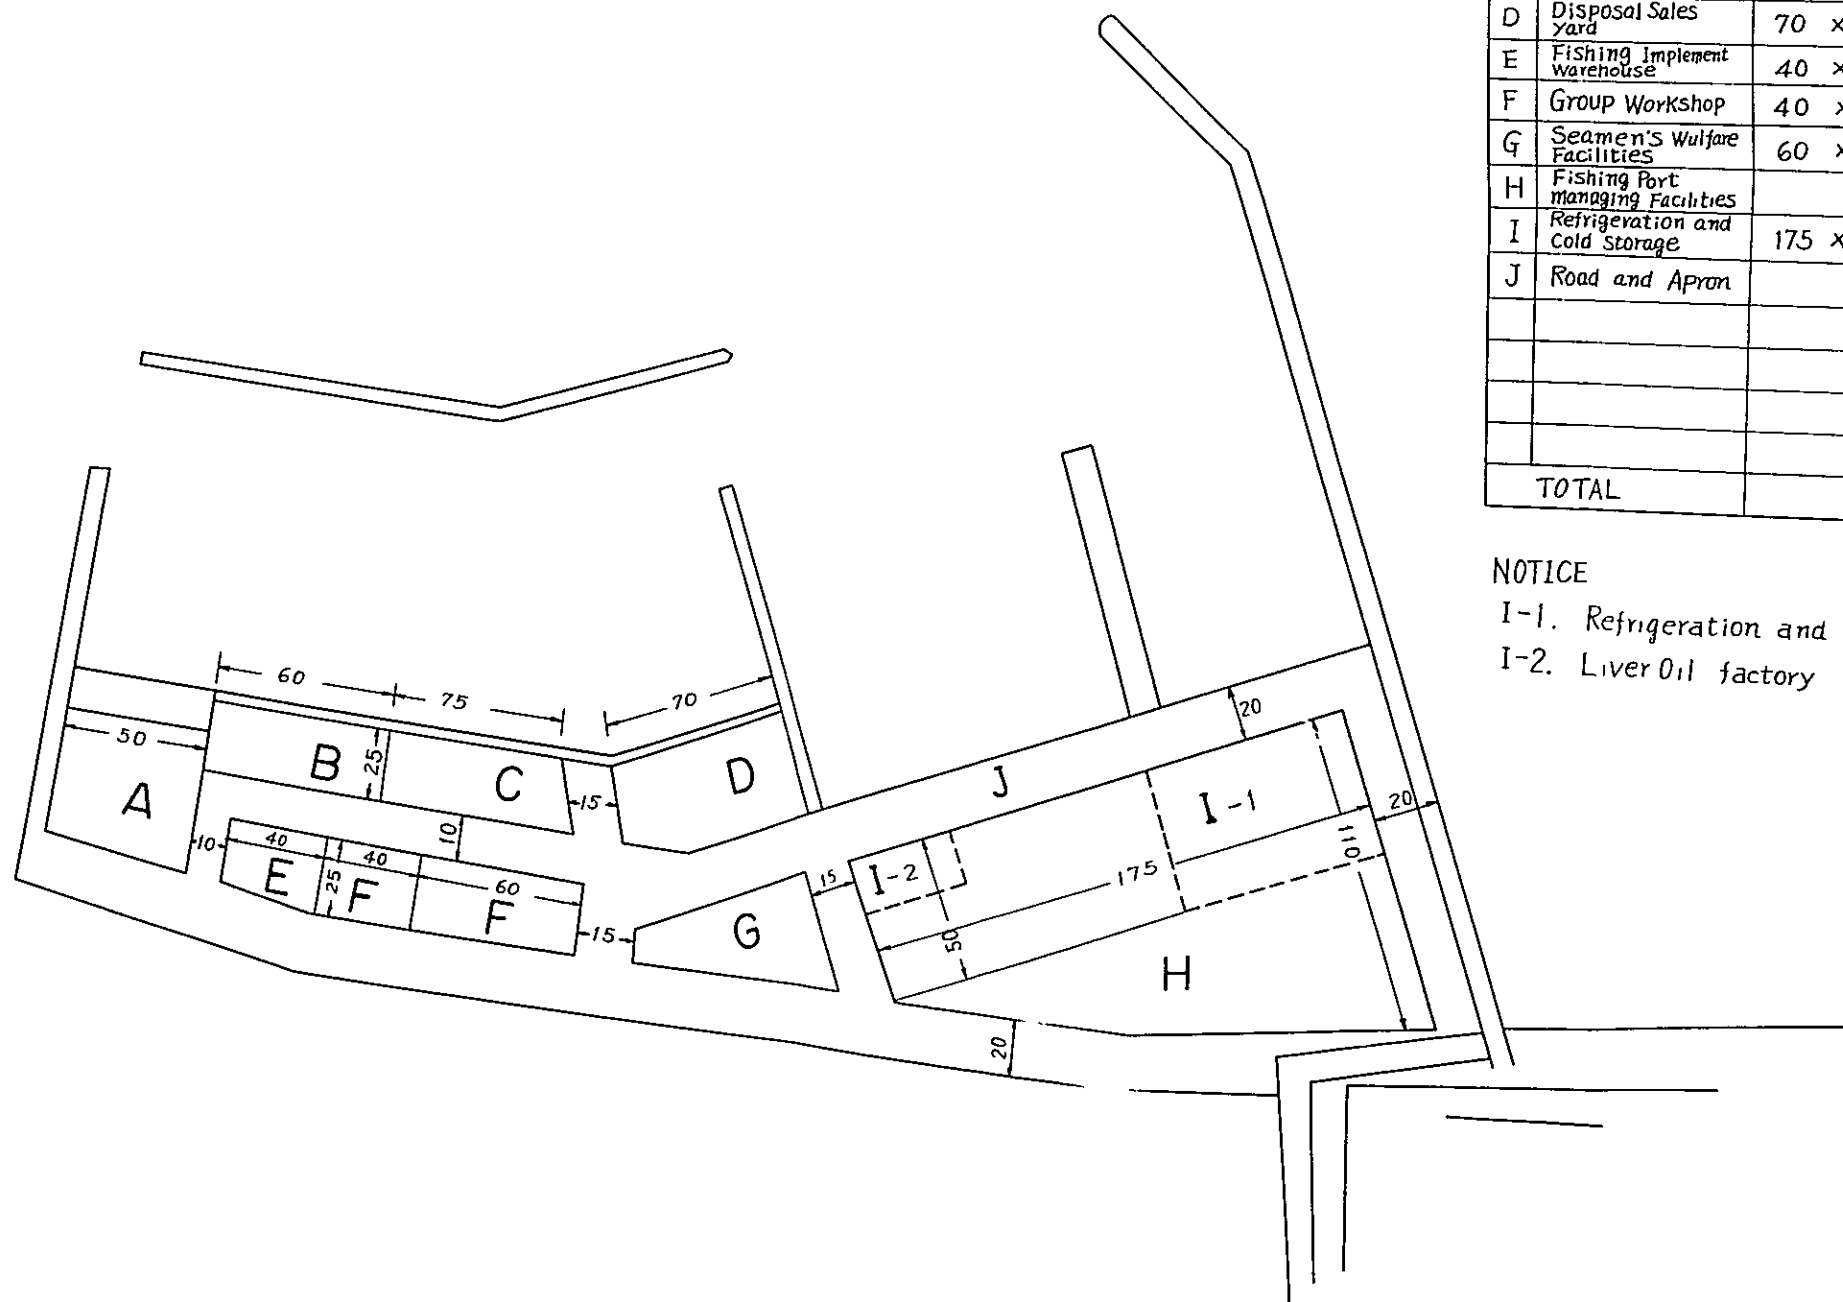 D Disposal Sales Yard 70 ×
E Fishing Implement Warehouse 40 ×
F Group Workshop 40 ×
G Seamen's Wulfare Facilities 60 ×
H Fishing Port managing Facilities
I Refrigeration and Cold Storage 175 ×
J Road and Apron
TOTAL
NOTICE
I-1. Refrigeration and
I-2. Liver Oil factory
60
75
70
50
B
25
C
15
D
A
10
40
10
40
E
25
F
60
F
15
G
15
I-2
50
J
20
I-1
175
110
20
H
20